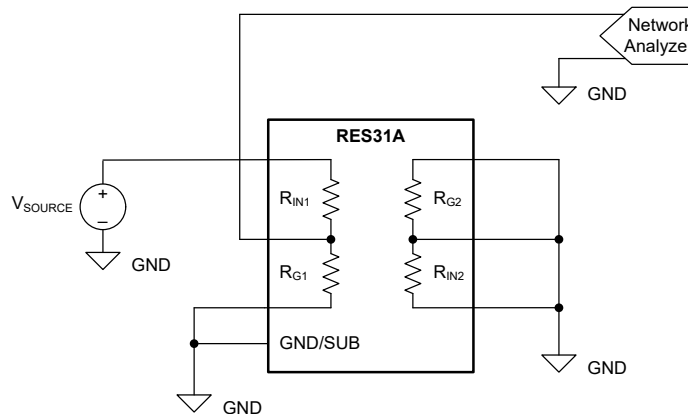 Network
Analyze
GND
RES31A
VSOURCE
+
–
GND
RIN1
RG2
RG1
RIN2
GND/SUB
GND
GND